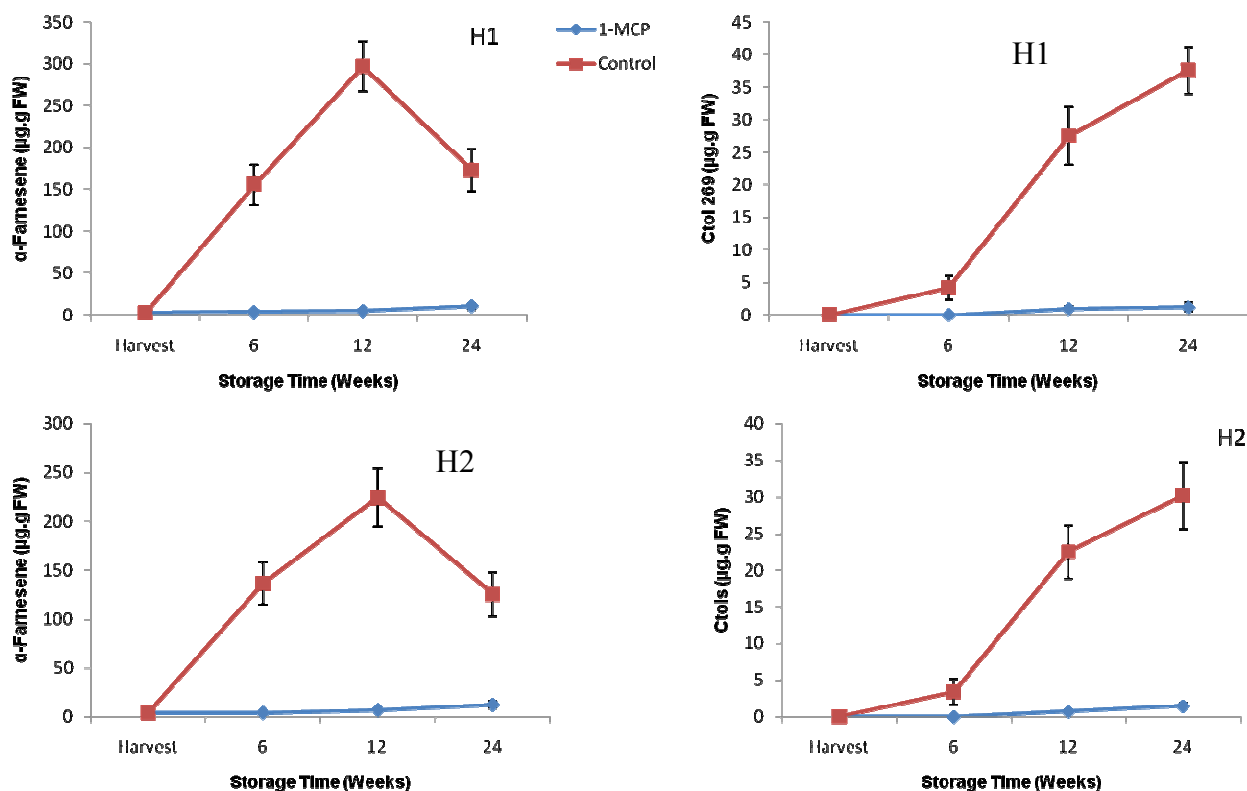 H1
1-MCP
Control
α-Farnesene (µg.g FW)
350
300
250
200
150
100
50
0
Harvest 6 12 24
Storage Time (Weeks)
H1
Ctol 269 (µg.g FW)
45
40
35
30
25
20
15
10
5
0
Harvest 6 12 24
Storage Time (Weeks)
H2
α-Farnesene (µg.g FW)
300
250
200
150
100
50
0
Harvest 6 12 24
Storage Time (Weeks)
H2
Ctols (µg.g FW)
40
35
30
25
20
15
10
5
0
Harvest 6 12 24
Storage Time (Weeks)